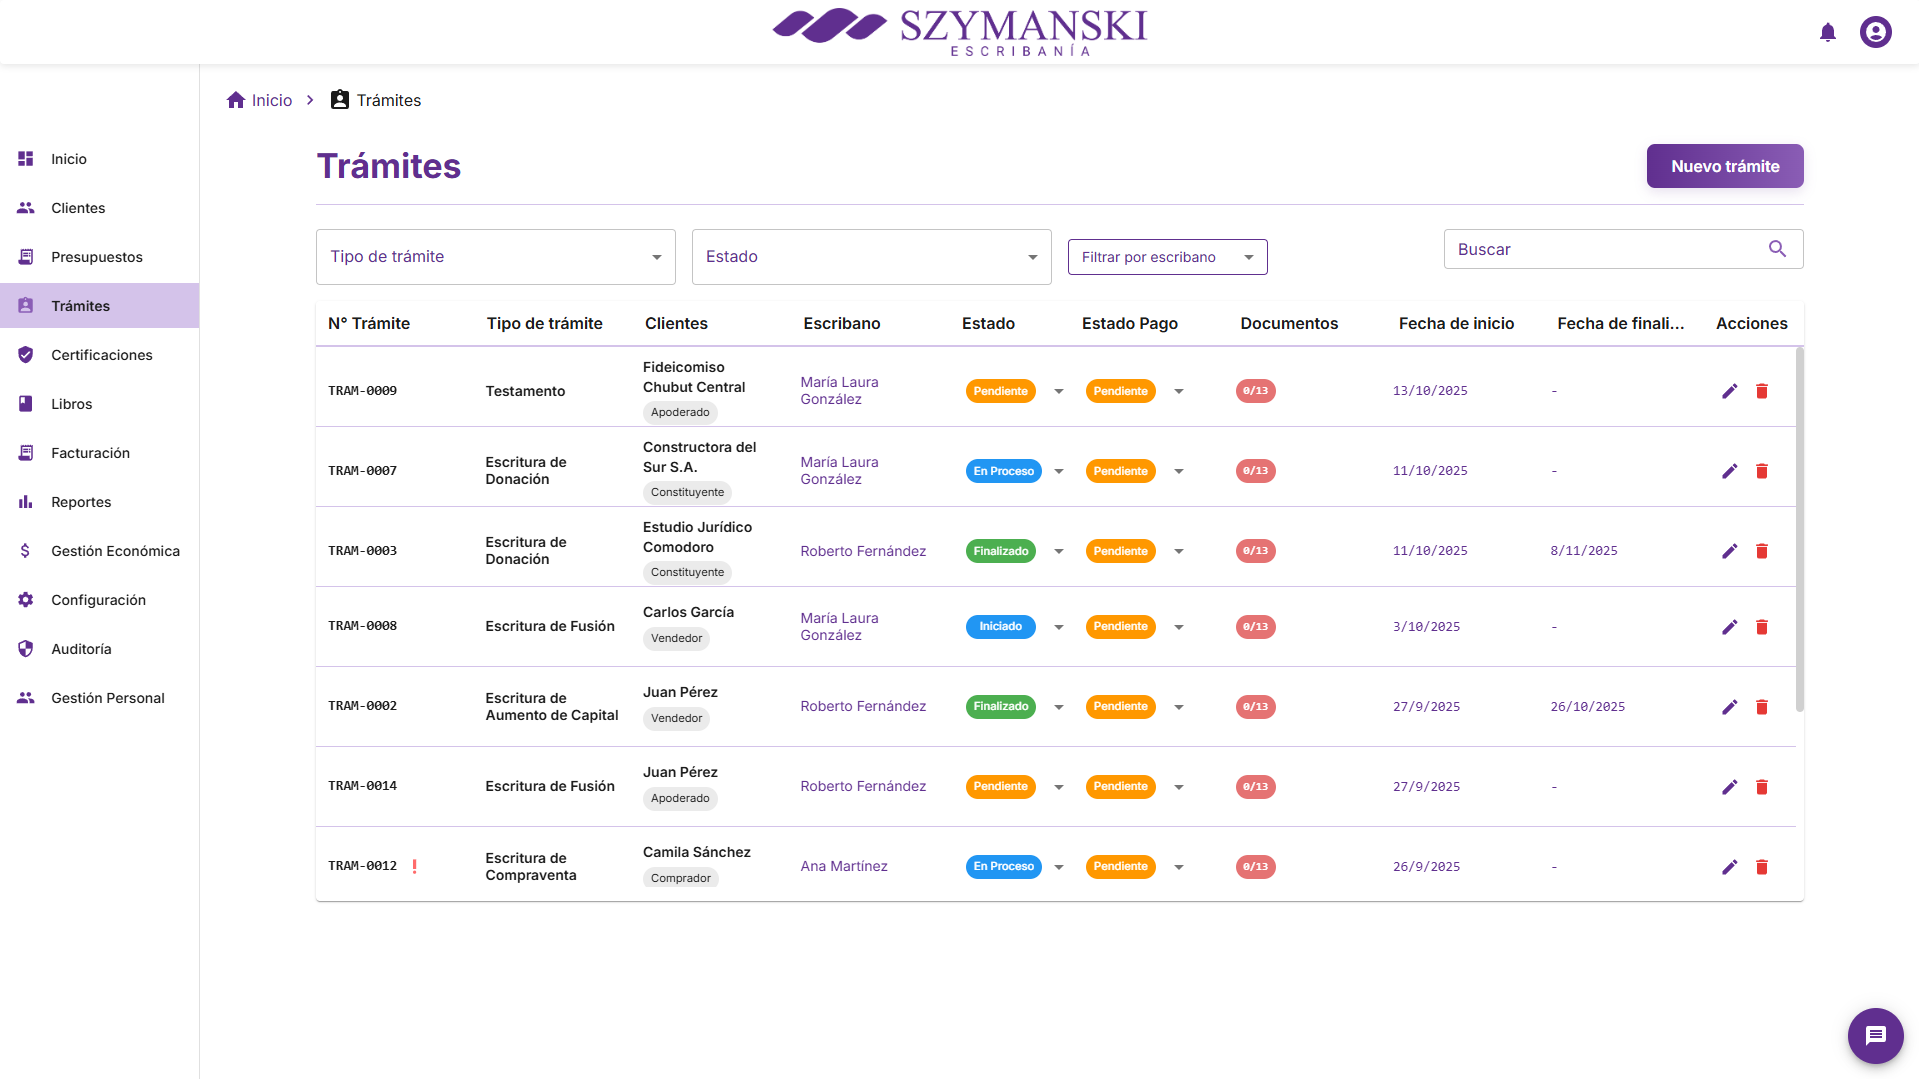 SZYMANSKI
ESCRIBANÍA
Inicio
Trámites
Inicio
Clientes
Presupuestos
Trámites
Certificaciones
Libros
Facturación
Reportes
Gestión Económica
Configuración
Auditoría
Gestión Personal
Trámites
Nuevo trámite
Tipo de trámite
Estado
Filtrar por escribano
Buscar
N° Trámite Tipo de trámite Clientes Escribano Estado Estado Pago Documentos Fecha de inicio Fecha de finali... Acciones
TRAM-0009
Testamento
Fideicomiso
Chubut Central
Apoderado
María Laura
González
Pendiente
Pendiente
0/13
13/10/2025
-
TRAM-0007
Escritura de
Donación
Constructora del
Sur S.A.
Constituyente
María Laura
González
En Proceso
Pendiente
0/13
11/10/2025
-
TRAM-0003
Escritura de
Donación
Estudio Jurídico
Comodoro
Constituyente
Roberto Fernández
Finalizado
Pendiente
0/13
11/10/2025
8/11/2025
TRAM-0008
Escritura de Fusión
Carlos García
Vendedor
María Laura
González
Iniciado
Pendiente
0/13
3/10/2025
-
TRAM-0002
Escritura de
Aumento de Capital
Juan Pérez
Vendedor
Roberto Fernández
Finalizado
Pendiente
0/13
27/9/2025
26/10/2025
TRAM-0014
Escritura de Fusión
Juan Pérez
Apoderado
Roberto Fernández
Pendiente
Pendiente
0/13
27/9/2025
-
TRAM-0012
Escritura de
Compraventa
Camila Sánchez
Comprador
Ana Martínez
En Proceso
Pendiente
0/13
26/9/2025
-